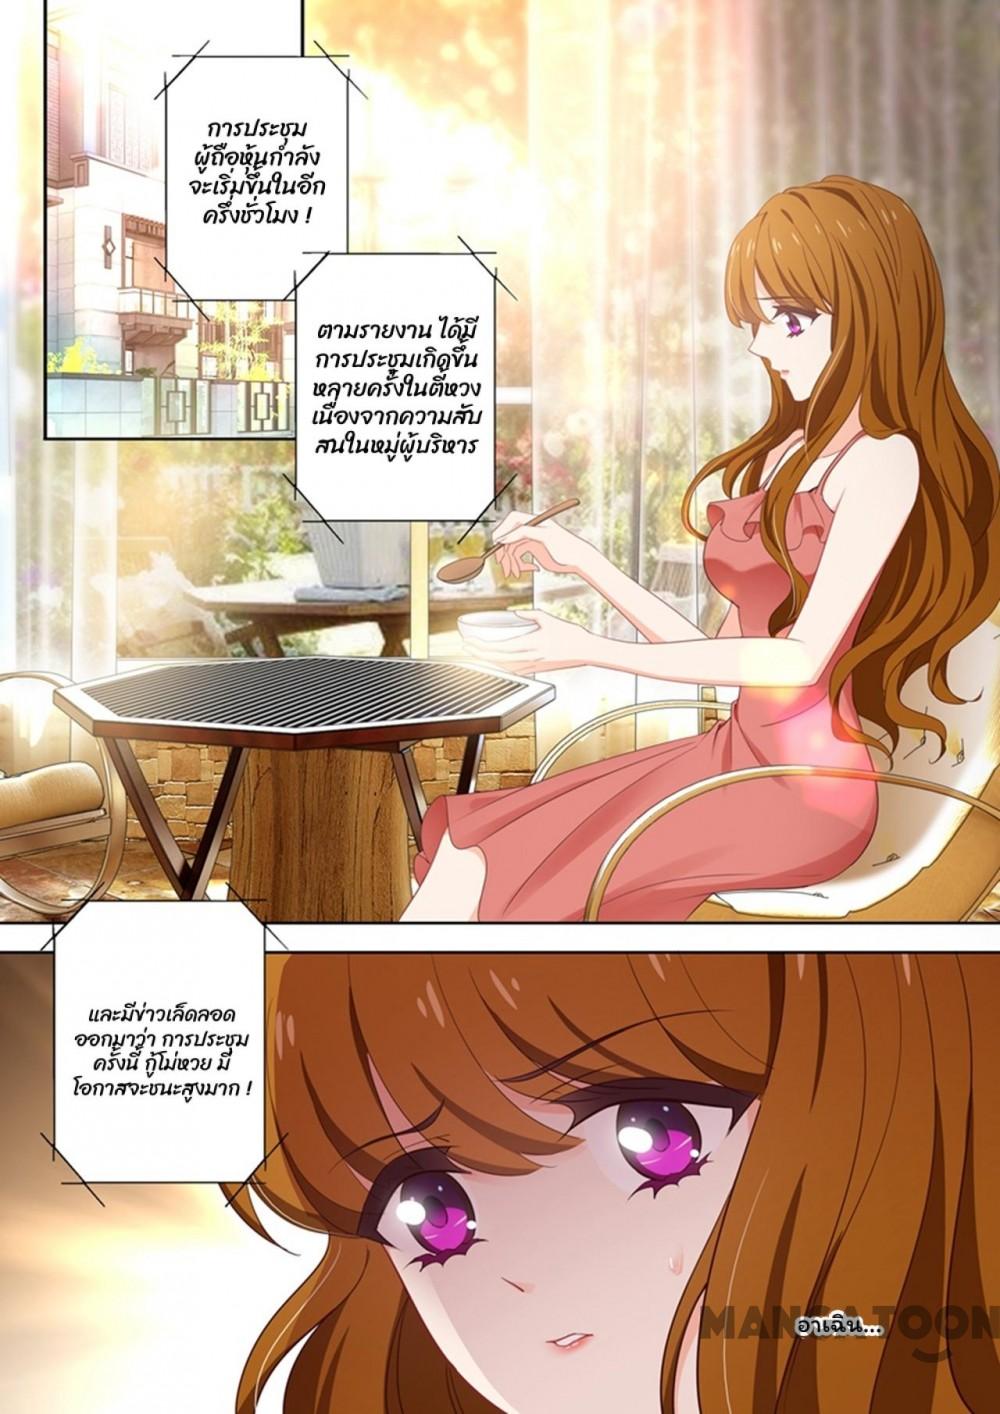 การประชุม
ผู้ถือหุ้นกำลัง
จะเริ่มขึ้นในอีก
ครึ่งชั่วโมง !
ตามรายงาน ได้มี
การประชุมเกิดขึ้น
หลายครั้งในตี้หวง
เนื่องจากความสับ
สนในหมู่ผู้บริหาร
และมีข่าวเล็ดลอด
ออกมาว่า การประชุม
ครั้งนี้ กู้โม่หวย มี
โอกาสจะชนะสูงมาก !
MANGATOON
อาเฉิน...